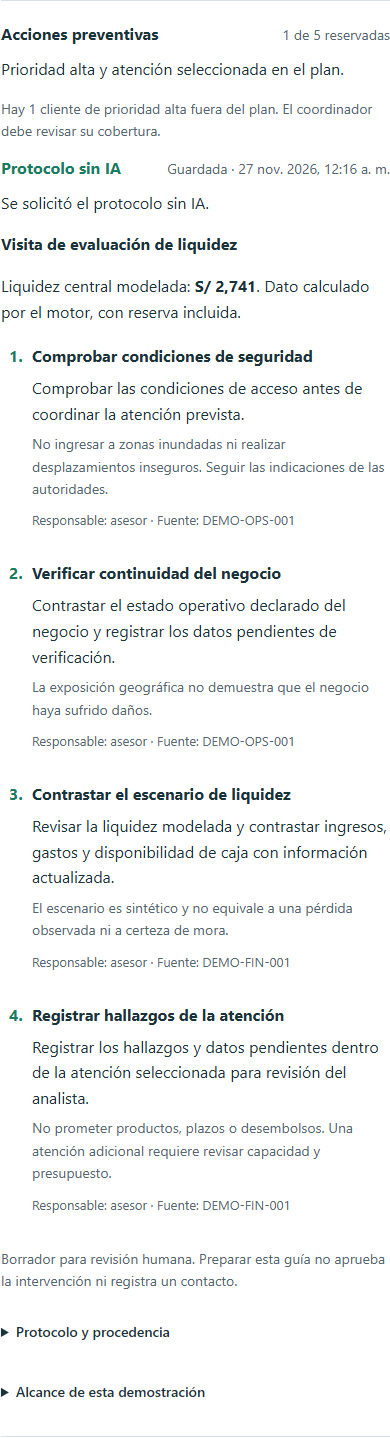 Acciones preventivas 1 de 5 reservadas
Prioridad alta y atención seleccionada en el plan.
Hay 1 cliente de prioridad alta fuera del plan. El coordinador
debe revisar su cobertura.
Protocolo sin IA Guardada · 27 nov. 2026, 12:16 a. m.
Se solicitó el protocolo sin IA.
Visita de evaluación de liquidez
Liquidez central modelada: S/ 2,741. Dato calculado
por el motor, con reserva incluida.
1. Comprobar condiciones de seguridad
Comprobar las condiciones de acceso antes de
coordinar la atención prevista.
No ingresar a zonas inundadas ni realizar
desplazamientos inseguros. Seguir las indicaciones de las
autoridades.
Responsable: asesor · Fuente: DEMO-OPS-001
2. Verificar continuidad del negocio
Contrastar el estado operativo declarado del
negocio y registrar los datos pendientes de
verificación.
La exposición geográfica no demuestra que el negocio
haya sufrido daños.
Responsable: asesor · Fuente: DEMO-OPS-001
3. Contrastar el escenario de liquidez
Revisar la liquidez modelada y contrastar ingresos,
gastos y disponibilidad de caja con información
actualizada.
El escenario es sintético y no equivale a una pérdida
observada ni a certeza de mora.
Responsable: asesor · Fuente: DEMO-FIN-001
4. Registrar hallazgos de la atención
Registrar los hallazgos y datos pendientes dentro
de la atención seleccionada para revisión del
analista.
No prometer productos, plazos o desembolsos. Una
atención adicional requiere revisar capacidad y
presupuesto.
Responsable: asesor · Fuente: DEMO-FIN-001
Borrador para revisión humana. Preparar esta guía no aprueba
la intervención ni registra un contacto.
Protocolo y procedencia
Alcance de esta demostración